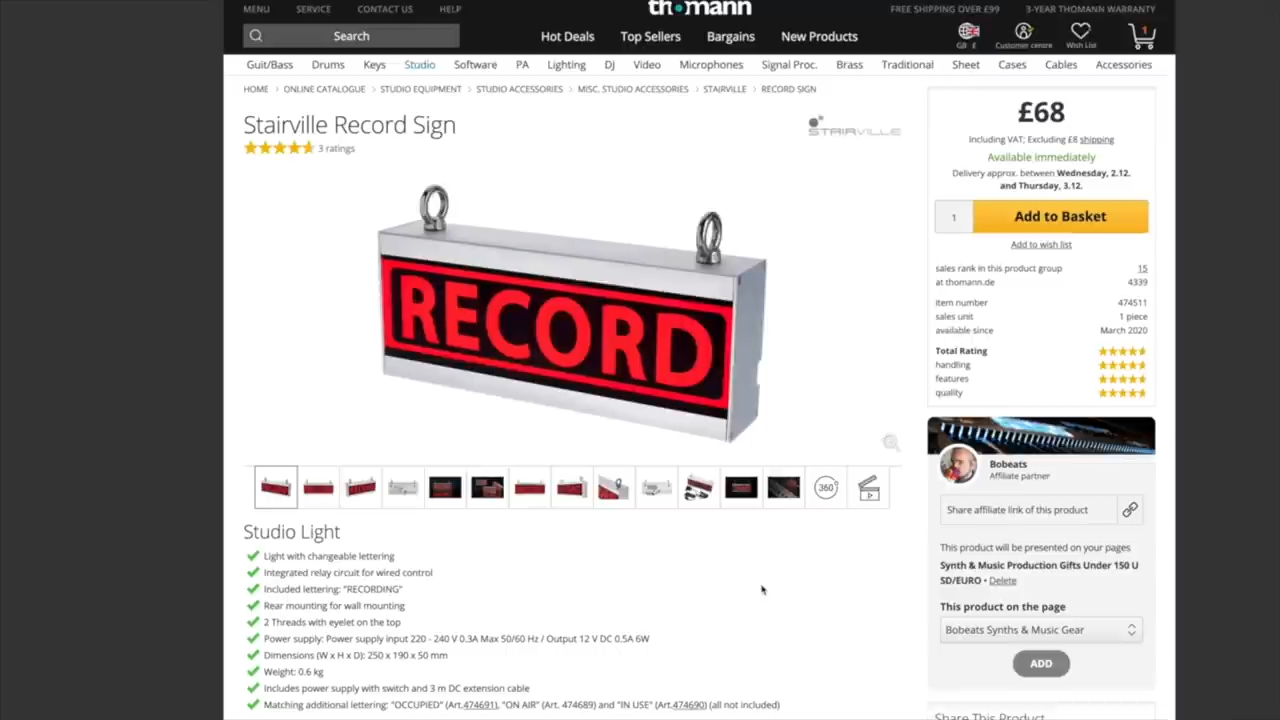 MENU SERVICE CONTACT US HELP
th•mann
FREE SHIPPING OVER £99 3-YEAR THOMANN WARRANTY
Search
Hot Deals Top Sellers Bargains New Products
GB £ Customer centre Wish List 1
Guit/Bass Drums Keys Studio Software PA Lighting DJ Video Microphones Signal Proc. Brass Traditional Sheet Cases Cables Accessories
HOME > ONLINE CATALOGUE > STUDIO EQUIPMENT > STUDIO ACCESSORIES > MISC. STUDIO ACCESSORIES > STAIRVILLE > RECORD SIGN
Stairville Record Sign
3 ratings
STAIRVILLE
RECORD
360°
Studio Light
Light with changeable lettering
Integrated relay circuit for wired control
Included lettering: "RECORDING"
Rear mounting for wall mounting
2 Threads with eyelet on the top
Power supply: Power supply input 220 - 240 V 0.3A Max 50/60 Hz / Output 12 V DC 0.5A 6W
Dimensions (W x H x D): 250 x 190 x 50 mm
Weight: 0.6 kg
Includes power supply with switch and 3 m DC extension cable
Matching additional lettering: "OCCUPIED" (Art.474691), "ON AIR" (Art. 474689) and "IN USE" (Art.474690) (all not included)
£68
Including VAT; Excluding £8 shipping
Available immediately
Delivery approx. between Wednesday, 2.12.
and Thursday, 3.12.
1 Add to Basket
Add to wish list
sales rank in this product group 15
at thomann.de 4339
item number 474511
sales unit 1 piece
available since March 2020
Total Rating
handling
features
quality
Bobeats
Affiliate partner
Share affiliate link of this product
This product will be presented on your pages
Synth & Music Production Gifts Under 150 U
SD/EURO • Delete
This product on the page
Bobeats Synths & Music Gear
ADD
Share This Product